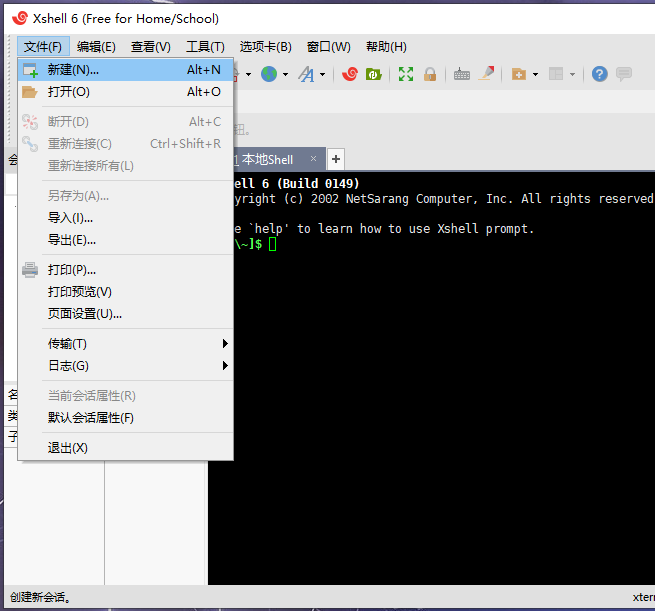 Xshell 6 (Free for Home/School)
文件(F) 编辑(E) 查看(V) 工具(T) 选项卡(B) 窗口(W) 帮助(H)
新建(N)... Alt+N
打开(O) Alt+O
断开(D) Alt+C
重新连接(C) Ctrl+Shift+R
重新连接所有(L)
另存为(A)...
导入(I)...
导出(E)...
打印(P)...
打印预览(V)
页面设置(U)...
传输(T)
日志(G)
当前会话属性(R)
默认会话属性(F)
退出(X)
钮。
会
1 本地Shell × +
ell 6 (Build 0149)
yright (c) 2002 NetSarang Computer, Inc. All rights reserved
e `help' to learn how to use Xshell prompt.
\~]$
名
类
子
创建新会话。 xterm